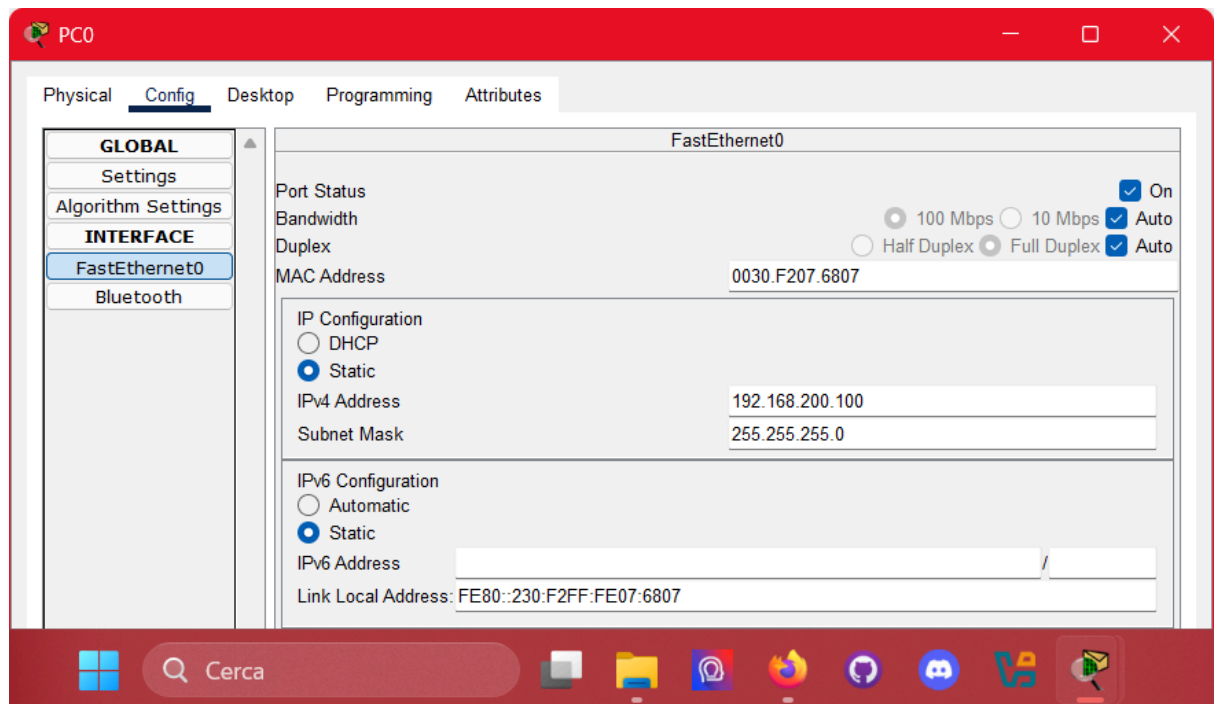 PC0
Physical Config Desktop Programming Attributes
GLOBAL
Settings
Algorithm Settings
INTERFACE
FastEthernet0
Bluetooth
FastEthernet0
Port Status On
Bandwidth 100 Mbps 10 Mbps Auto
Duplex Half Duplex Full Duplex Auto
MAC Address 0030.F207.6807
IP Configuration
DHCP
Static
IPv4 Address 192.168.200.100
Subnet Mask 255.255.255.0
IPv6 Configuration
Automatic
Static
IPv6 Address /
Link Local Address: FE80::230:F2FF:FE07:6807
Cerca